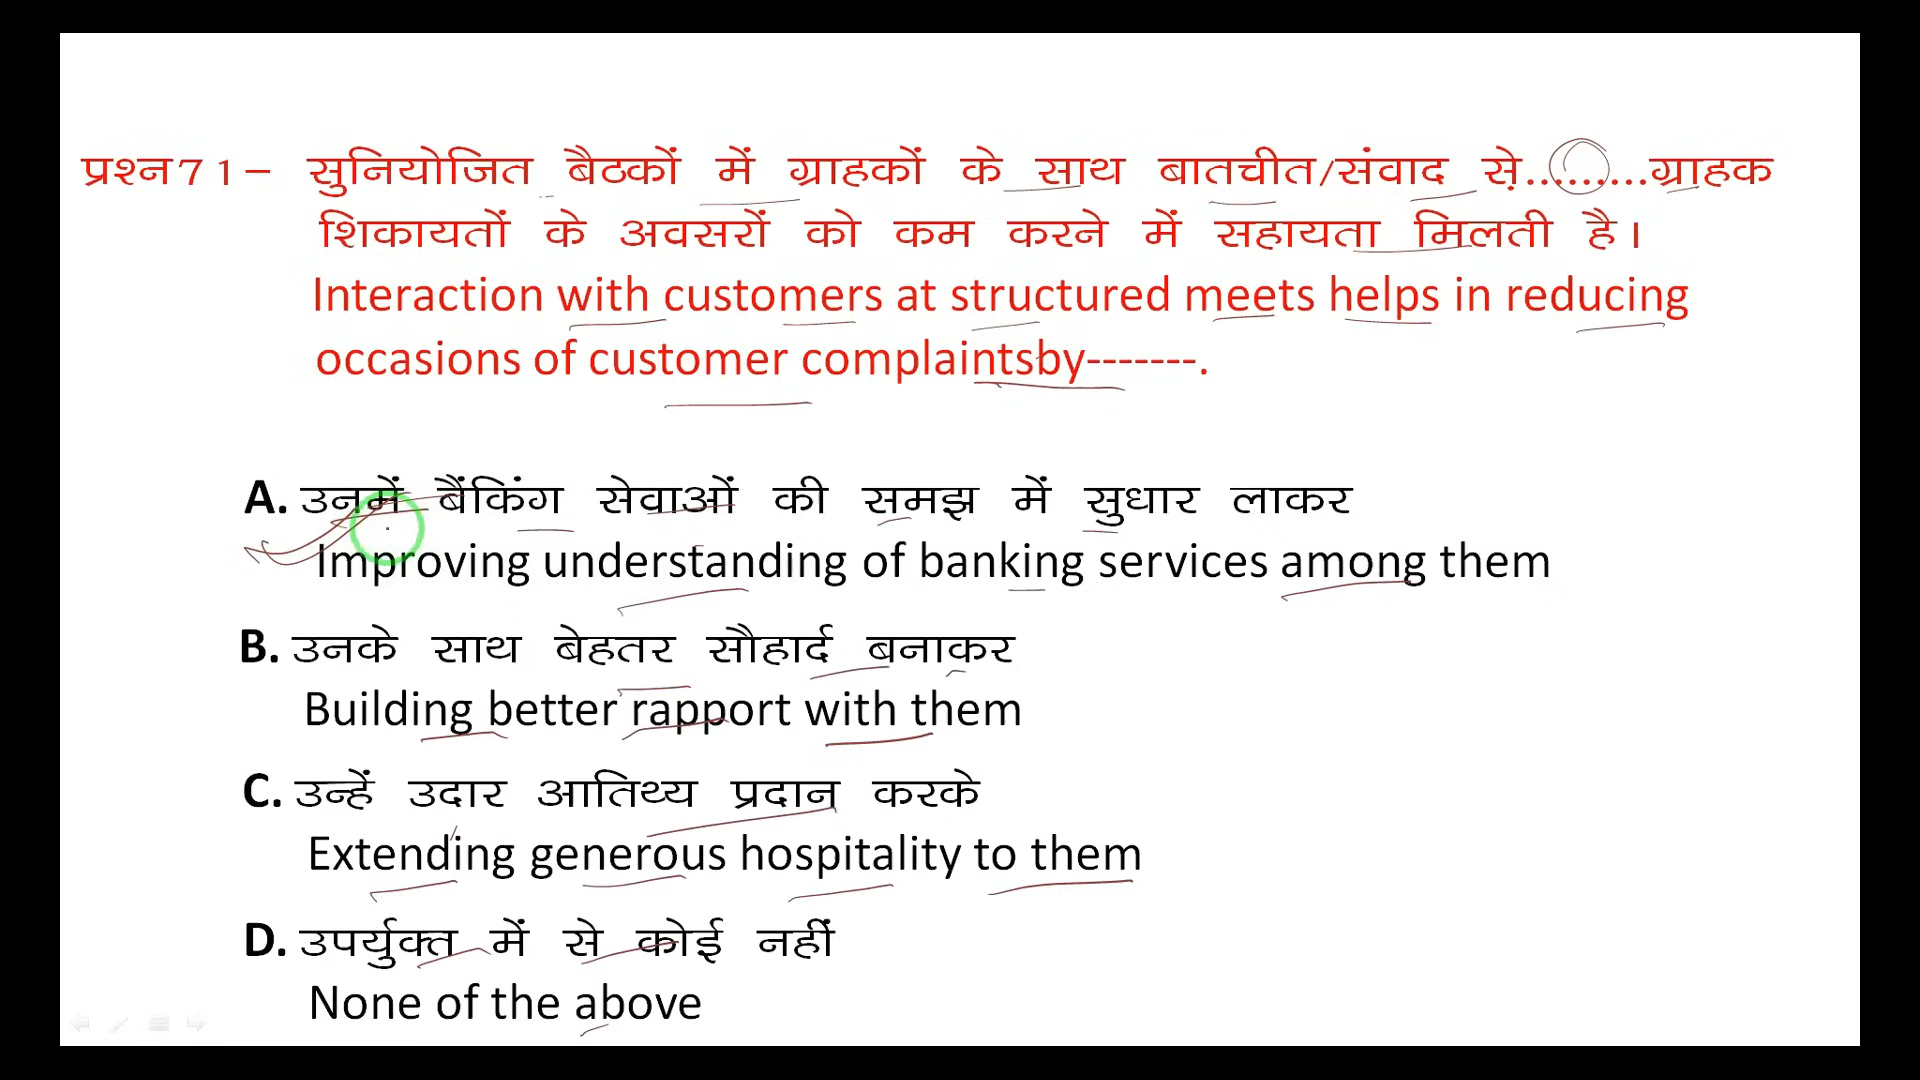 प्रश्न71– सुनियोजित बैठकों में ग्राहकों के साथ बातचीत/संवाद से़.........ग्राहक
शिकायतों के अवसरों को कम करने में सहायता मिलती है।
Interaction with customers at structured meets helps in reducing
occasions of customer complaintsby-------.
A. उनमें बैंकिंग सेवाओं की समझ में सुधार लाकर
Improving understanding of banking services among them
B. उनके साथ बेहतर सौहार्द बनाकर
Building better rapport with them
C. उन्हें उदार आतिथ्य प्रदान करके
Extending generous hospitality to them
D. उपर्युक्त में से कोई नहीं
None of the above